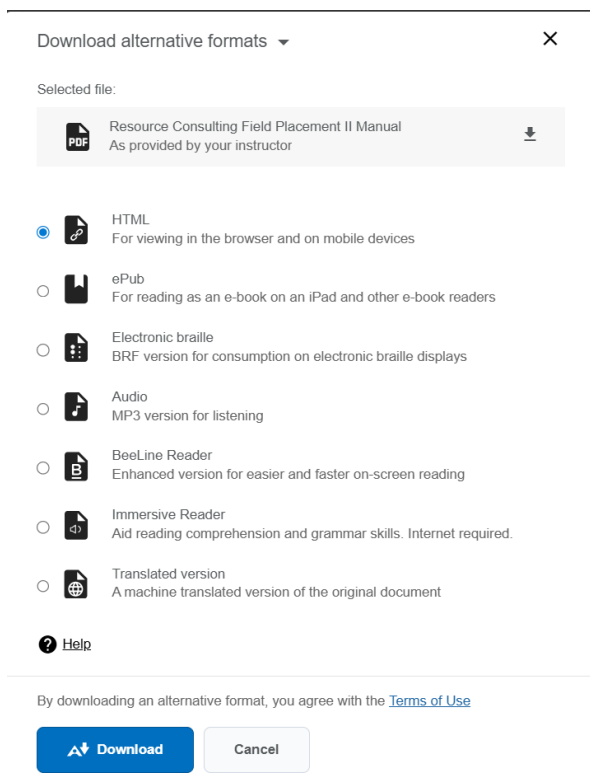 Download alternative formats
Selected file:
PDF
Resource Consulting Field Placement II Manual
As provided by your instructor
HTML
For viewing in the browser and on mobile devices
ePub
For reading as an e-book on an iPad and other e-book readers
Electronic braille
BRF version for consumption on electronic braille displays
Audio
MP3 version for listening
B
BeeLine Reader
Enhanced version for easier and faster on-screen reading
Immersive Reader
Aid reading comprehension and grammar skills. Internet required.
Translated version
A machine translated version of the original document
? Help
By downloading an alternative format, you agree with the Terms of Use
Download Cancel